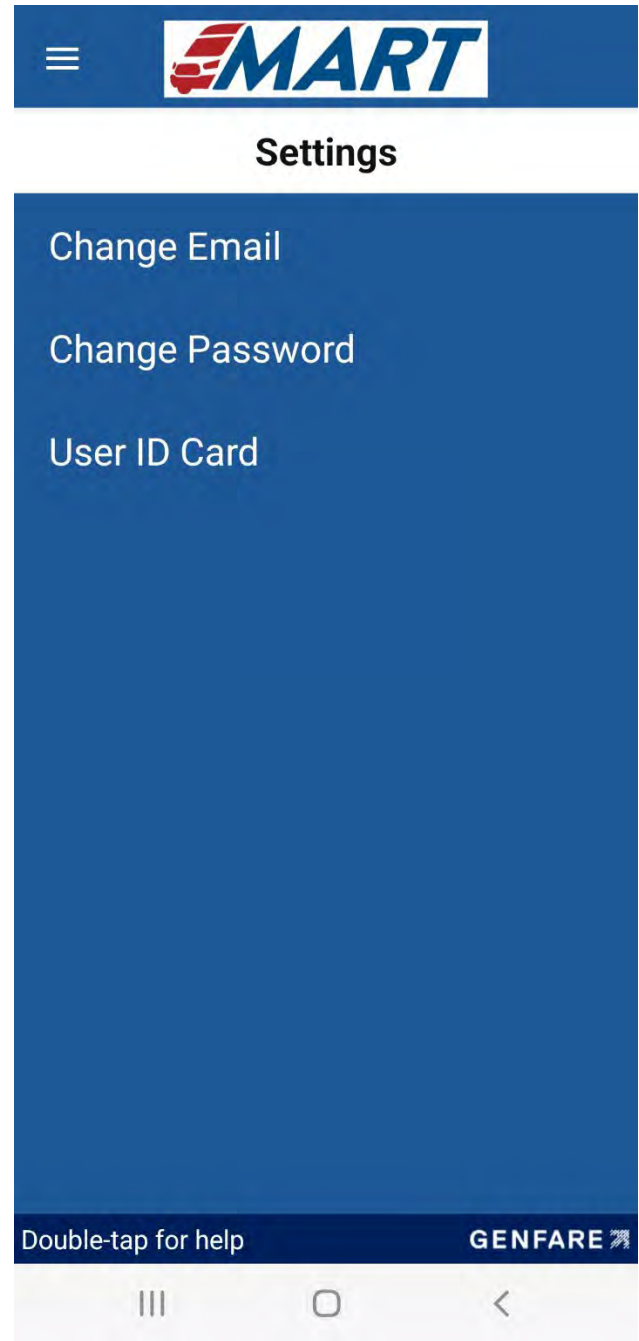 MART
Settings
Change Email
Change Password
User ID Card
Double-tap for help GENFARE